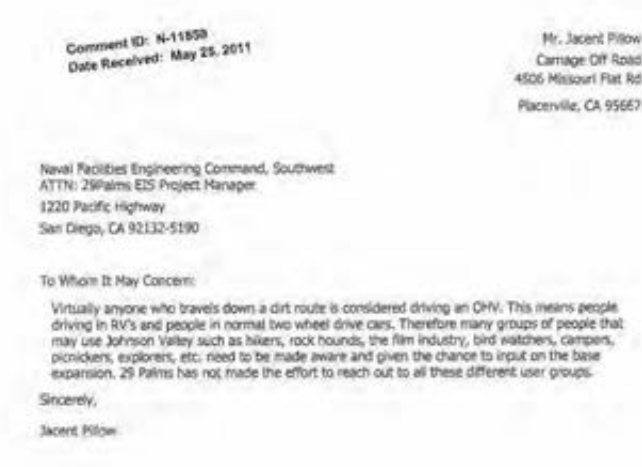 Comment ID: N-11858
Date Received: May 25, 2011
Mr. Jacent Pillow
Carnage Off Road
4506 Missouri Flat Rd
Placerville, CA 95667
Naval Facilities Engineering Command, Southwest
ATTN: 29Palms EIS Project Manager
1220 Pacific Highway
San Diego, CA 92132-5190
To Whom It May Concern:
Virtually anyone who travels down a dirt route is considered driving an OHV. This means people
driving in RV's and people in normal two wheel drive cars. Therefore many groups of people that
may use Johnson Valley such as hikers, rock hounds, the film industry, bird watchers, campers,
picnickers, explorers, etc. need to be made aware and given the chance to input on the base
expansion. 29 Palms has not made the effort to reach out to all these different user groups.
Sincerely,
Jacent Pillow